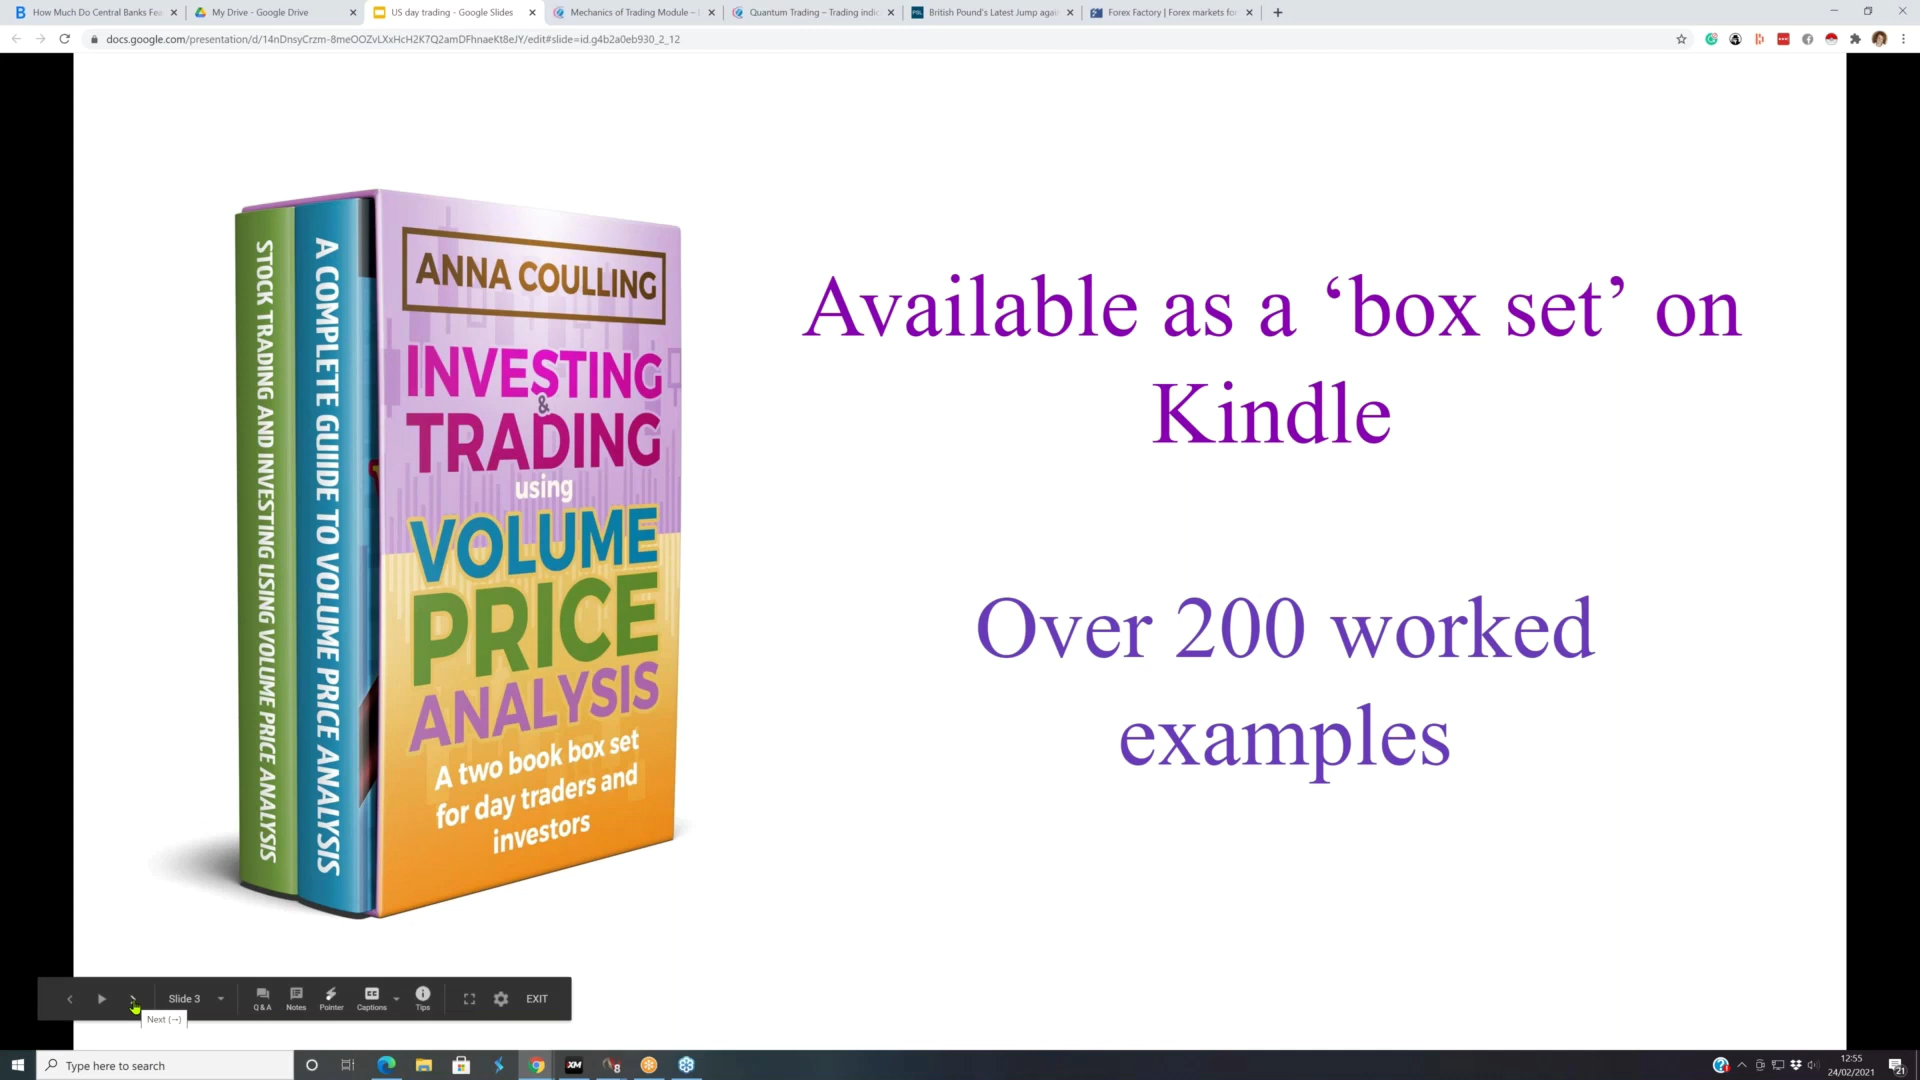 How Much Do Central Banks Fea
My Drive - Google Drive
US day trading - Google Slides
Mechanics of Trading Module –
Quantum Trading – Trading indi
British Pound's Latest Jump agai
Forex Factory | Forex markets for
docs.google.com/presentation/d/14nDnsyCrzm-8meOOZvLXxHcH2K7Q2amDFhnaeKt8eJY/edit#slide=id.g4b2a0eb930_2_12
STOCK TRADING AND INVESTING USING VOLUME PRICE ANALYSIS
A COMPLETE GUIDE TO VOLUME PRICE ANALYSIS
ANNA COULLING
INVESTING
&
TRADING
using
VOLUME
PRICE
ANALYSIS
A two book box set
for day traders and
investors
Available as a ‘box set’ on
Kindle
Over 200 worked
examples
Slide 3
Q & A
Notes
Pointer
Captions
Tips
EXIT
Next (→)
Type here to search
12:55
24/02/2021
21